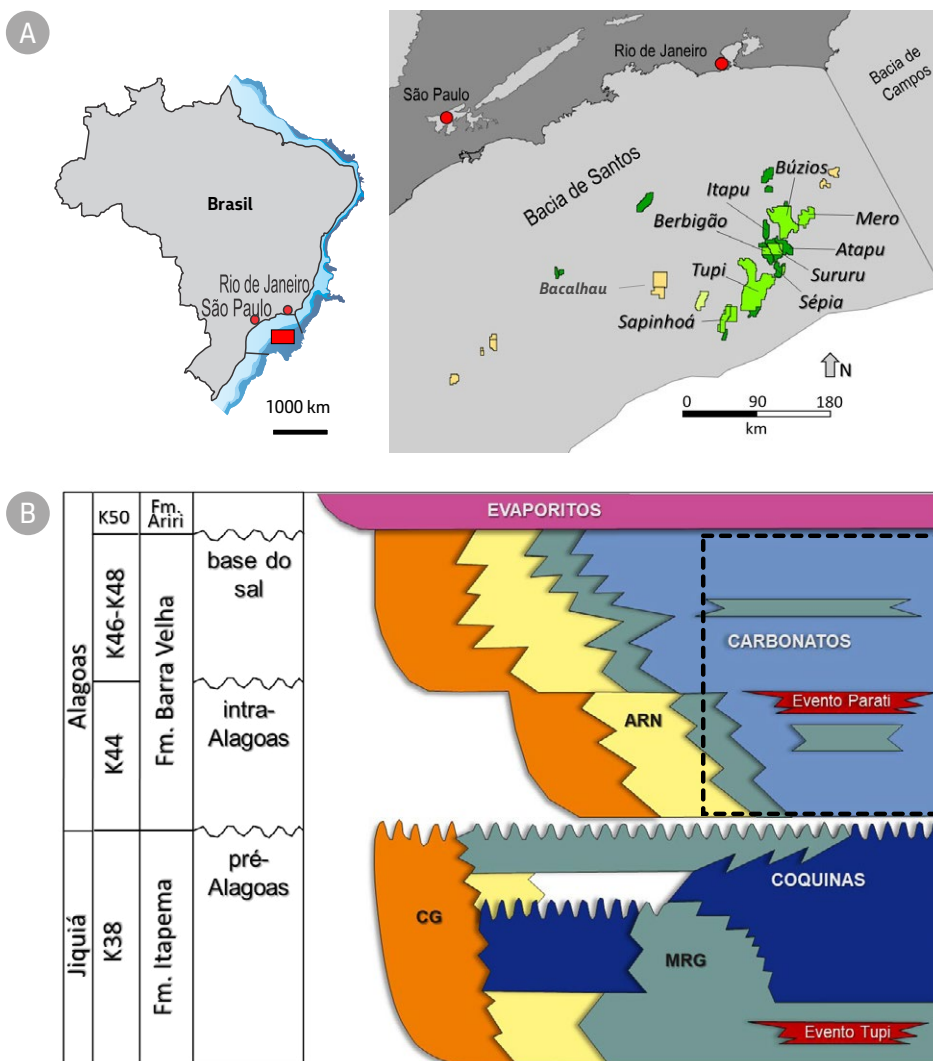 A
Brasil
Rio de Janeiro
São Paulo
1000 km
Rio de Janeiro
São Paulo
Bacia de
Campos
Bacia de Santos
Búzios
Itapu
Mero
Berbigão
Atapu
Tupi
Sururu
Bacalhau
Sépia
Sapinhoá
N
0 90 180
km
B
K50
Fm.
Ariri
EVAPORITOS
base do
sal
K46-K48
Fm. Barra Velha
Alagoas
CARBONATOS
intra-
Alagoas
K44
ARN
Evento Parati
pré-
Alagoas
Jiquiá
K38
Fm. Itapema
COQUINAS
CG
MRG
Evento Tupi